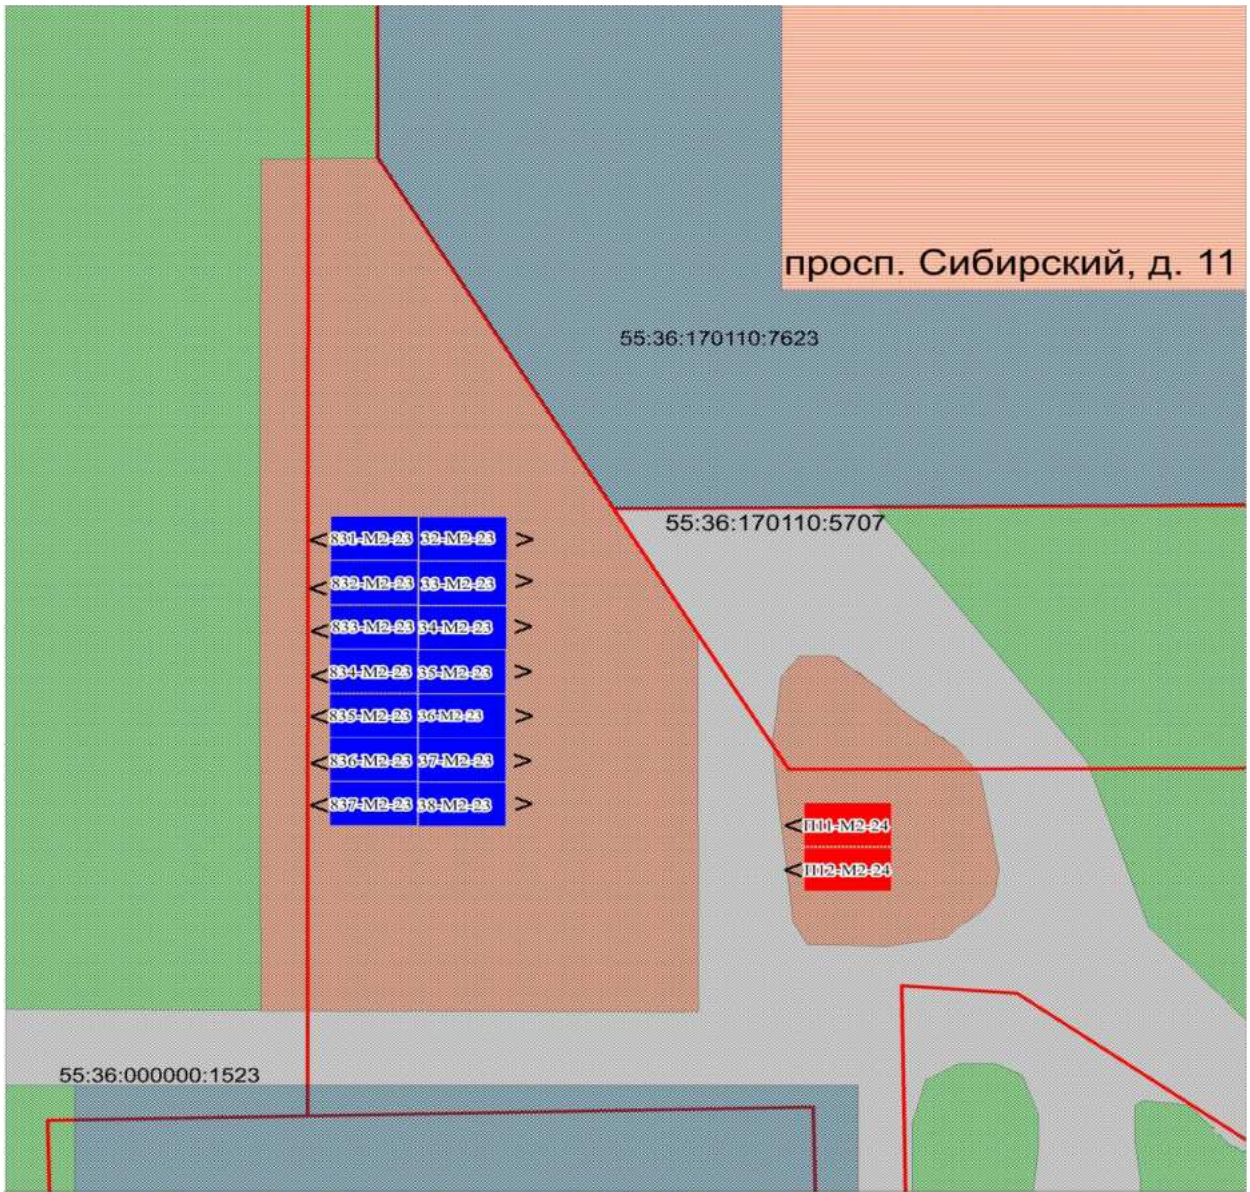 просп. Сибирский, д. 11
55:36:170110:7623
55:36:170110:5707
< 831-М2-23 32-М2-23 >
< 832-М2-23 33-М2-23 >
< 833-М2-23 34-М2-23 >
< 834-М2-23 35-М2-23 >
< 835-М2-23 36-М2-23 >
< 836-М2-23 37-М2-23 >
< 837-М2-23 38-М2-23 >
< П11-М2-24
< П12-М2-24
55:36:000000:1523